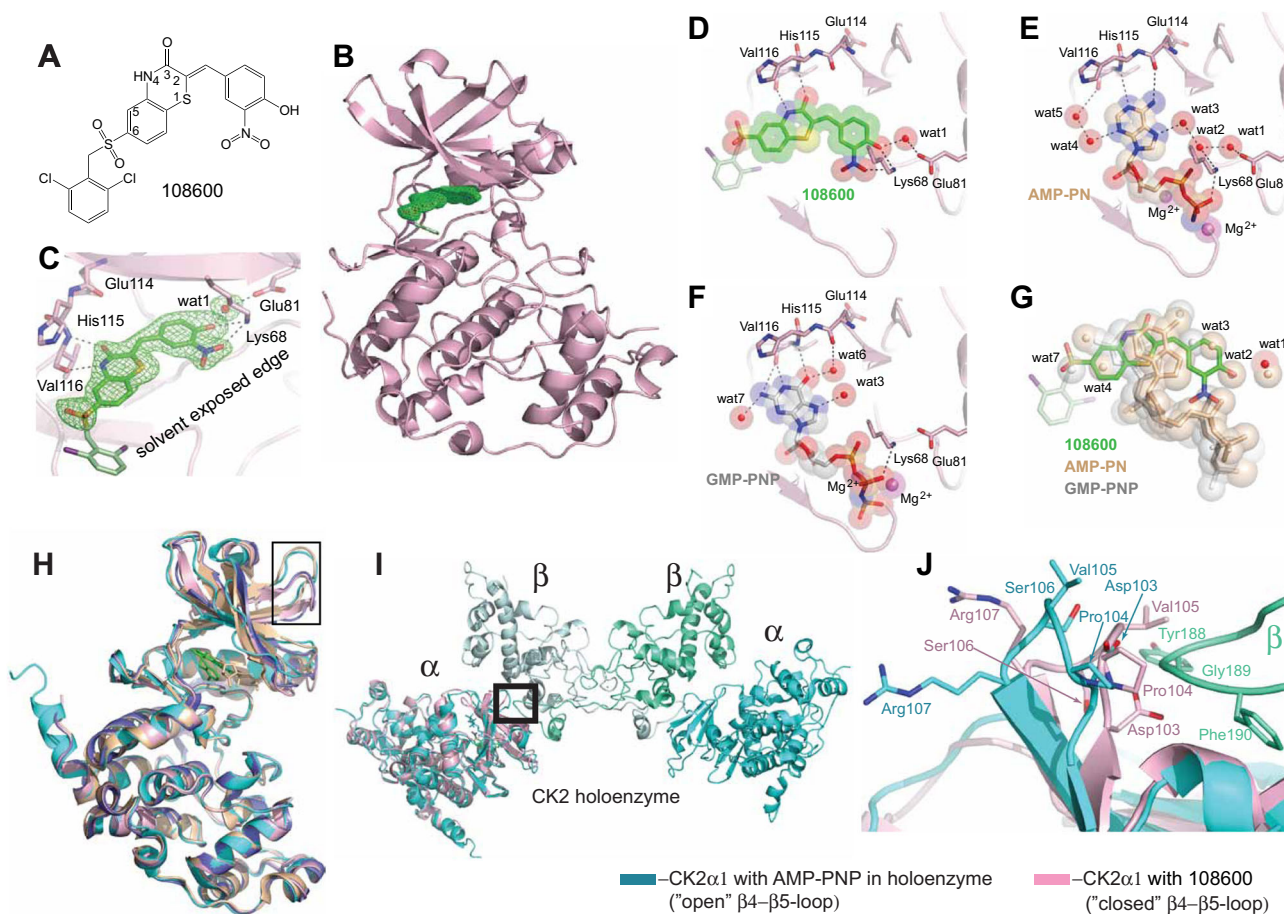 A
O
HN
4
3
2
1
S
5
6
O
S
O
Cl
Cl
OH
NO2
108600
B
C
Glu114
wat1
Glu81
His115
Lys68
Val116
solvent exposed edge
D
Glu114
His115
Val116
wat1
Lys68
Glu81
108600
E
Glu114
His115
Val116
wat5
wat3
wat2
wat1
wat4
Lys68
Glu81
AMP-PN
Mg2+
Mg2+
F
Glu114
His115
Val116
wat6
wat3
wat7
Lys68
Glu81
GMP-PNP
Mg2+
Mg2+
G
wat3
wat1
wat7
wat2
wat4
108600
AMP-PN
GMP-PNP
H
I
β
β
α
α
CK2 holoenzyme
J
Val105
Ser106
Asp103
Arg107
Pro104
Val105
Tyr188
β
Ser106
Gly189
Pro104
Arg107
Asp103
Phe190
–CK2α1 with AMP-PNP in holoenzyme
("open" β4–β5-loop)
–CK2α1 with 108600
("closed" β4–β5-loop)